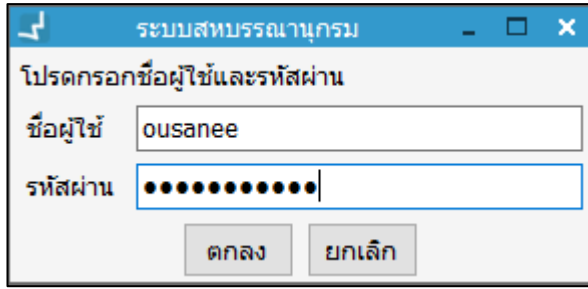 ระบบสหบรรณานุกรม
โปรดกรอกชื่อผู้ใช้และรหัสผ่าน
ชื่อผู้ใช้ ousanee
รหัสผ่าน ●●●●●●●●●●●
ตกลง ยกเลิก